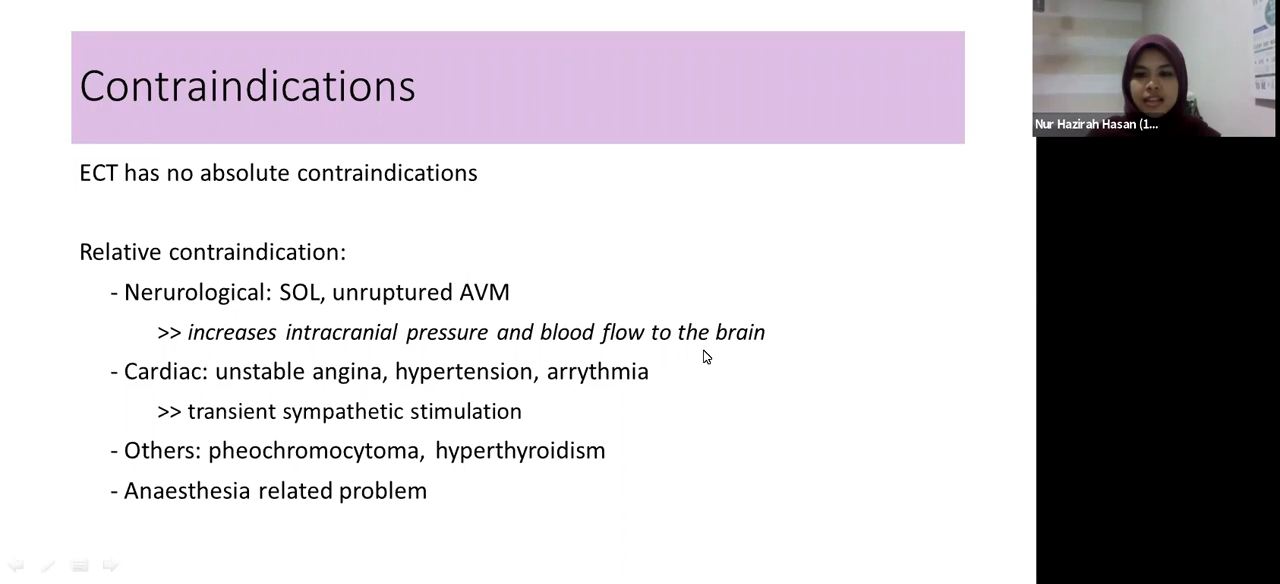 Contraindications
ECT has no absolute contraindications
Relative contraindication:
- Nerurological: SOL, unruptured AVM
>> increases intracranial pressure and blood flow to the brain
- Cardiac: unstable angina, hypertension, arrythmia
>> transient sympathetic stimulation
- Others: pheochromocytoma, hyperthyroidism
- Anaesthesia related problem
Nur Hazirah Hasan (1...